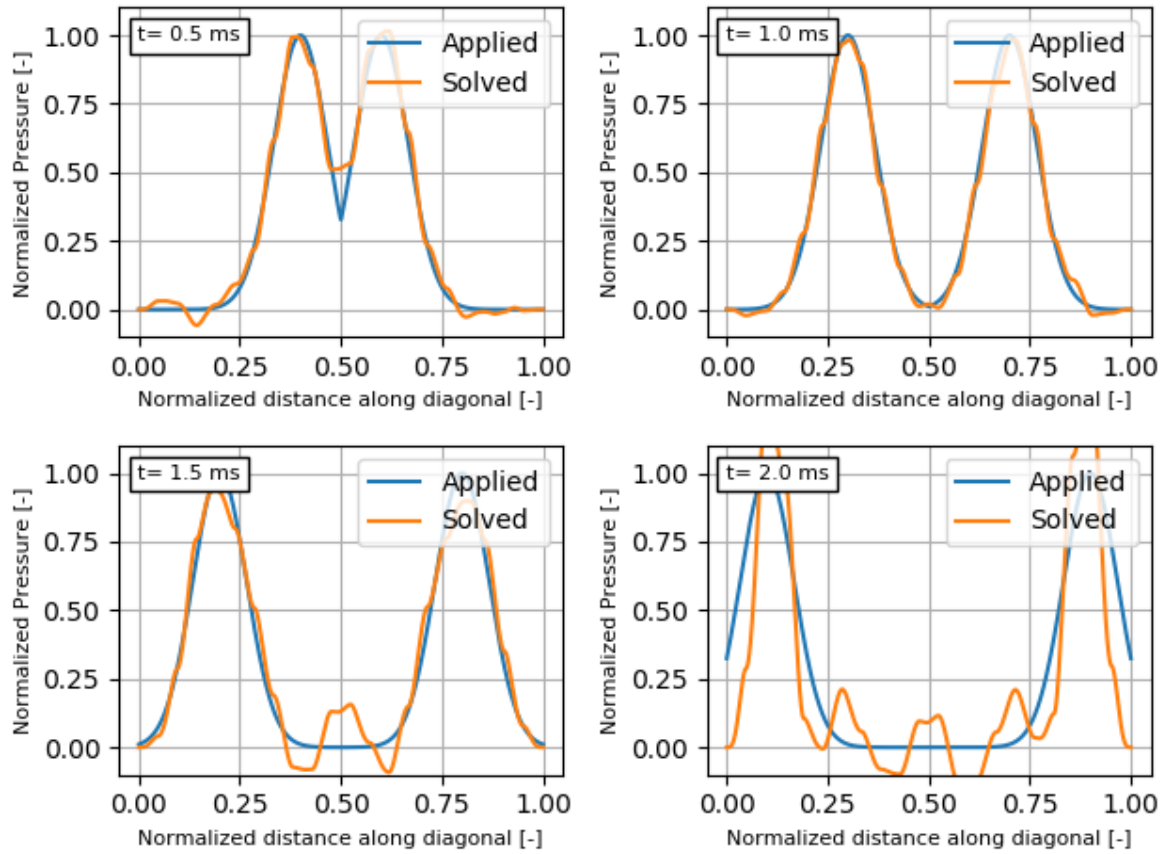 t= 0.5 ms
Applied
Solved
Normalized Pressure [-]
1.00
0.75
0.50
0.25
0.00
0.00 0.25 0.50 0.75 1.00
Normalized distance along diagonal [-]
t= 1.0 ms
Applied
Solved
Normalized Pressure [-]
1.00
0.75
0.50
0.25
0.00
0.00 0.25 0.50 0.75 1.00
Normalized distance along diagonal [-]
t= 1.5 ms
Applied
Solved
Normalized Pressure [-]
1.00
0.75
0.50
0.25
0.00
0.00 0.25 0.50 0.75 1.00
Normalized distance along diagonal [-]
t= 2.0 ms
Applied
Solved
Normalized Pressure [-]
1.00
0.75
0.50
0.25
0.00
0.00 0.25 0.50 0.75 1.00
Normalized distance along diagonal [-]